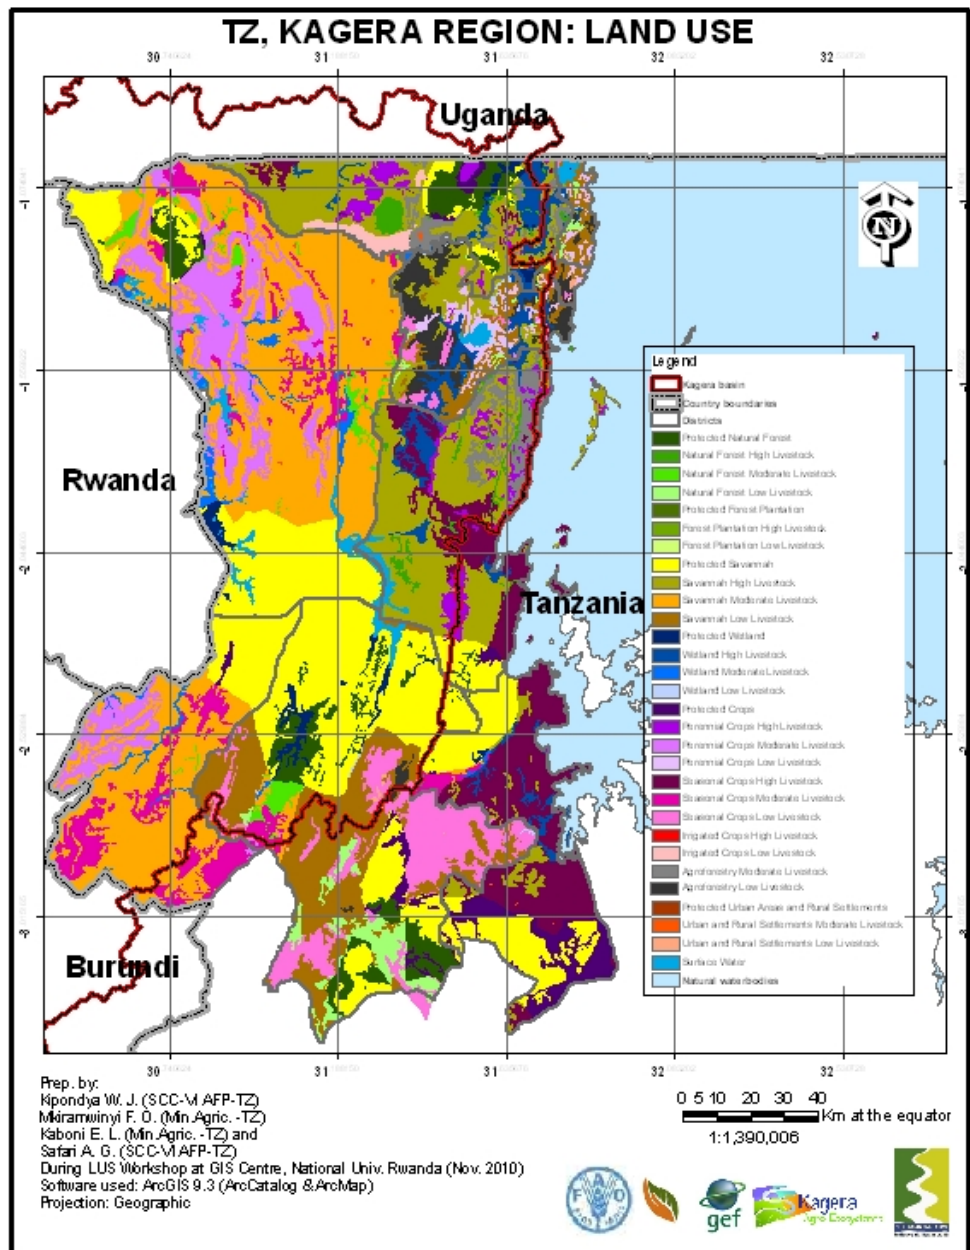 TZ, KAGERA REGION: LAND USE
30 31 31 32 32
Uganda
N
-1
-1
Rwanda
-2
Tanzania
-2
-3
Burundi
Legend
Kagera basin
Country boundaries
Districts
Protected Natural Forest
Natural Forest High Livestock
Natural Forest Moderate Livestock
Natural Forest Low Livestock
Protected Forest Plantation
Forest Plantation High Livestock
Forest Plantation Low Livestock
Protected Savannah
Savannah High Livestock
Savannah Moderate Livestock
Savannah Low Livestock
Protected Wetland
Wetland High Livestock
Wetland Moderate Livestock
Wetland Low Livestock
Protected Crops
Perennial Crops High Livestock
Perennial Crops Moderate Livestock
Perennial Crops Low Livestock
Seasonal Crops High Livestock
Seasonal Crops Moderate Livestock
Seasonal Crops Low Livestock
Irrigated Crops High Livestock
Irrigated Crops Low Livestock
Agroforestry Moderate Livestock
Agroforestry Low Livestock
Protected Urban Areas and Rural Settlements
Urban and Rural Settlements Moderate Livestock
Urban and Rural Settlements Low Livestock
Surface Water
Natural waterbodies
30 31 31 32 32
Prep. by:
Kipondya W. J. (SCC-VI AFP-TZ)
Mkiramwinyi F. O. (Min.Agric. -TZ)
Kaboni E. L. (Min.Agric. -TZ) and
Safari A. G. (SCC-VI AFP-TZ)
During LUS Workshop at GIS Centre, National Univ. Rwanda (Nov. 2010)
Software used: ArcGIS 9.3 (ArcCatalog & ArcMap)
Projection: Geographic
0 5 10 20 30 40
Km at the equator
1:1,390,006
FAO
gef
Kagera
Agro Ecosystems